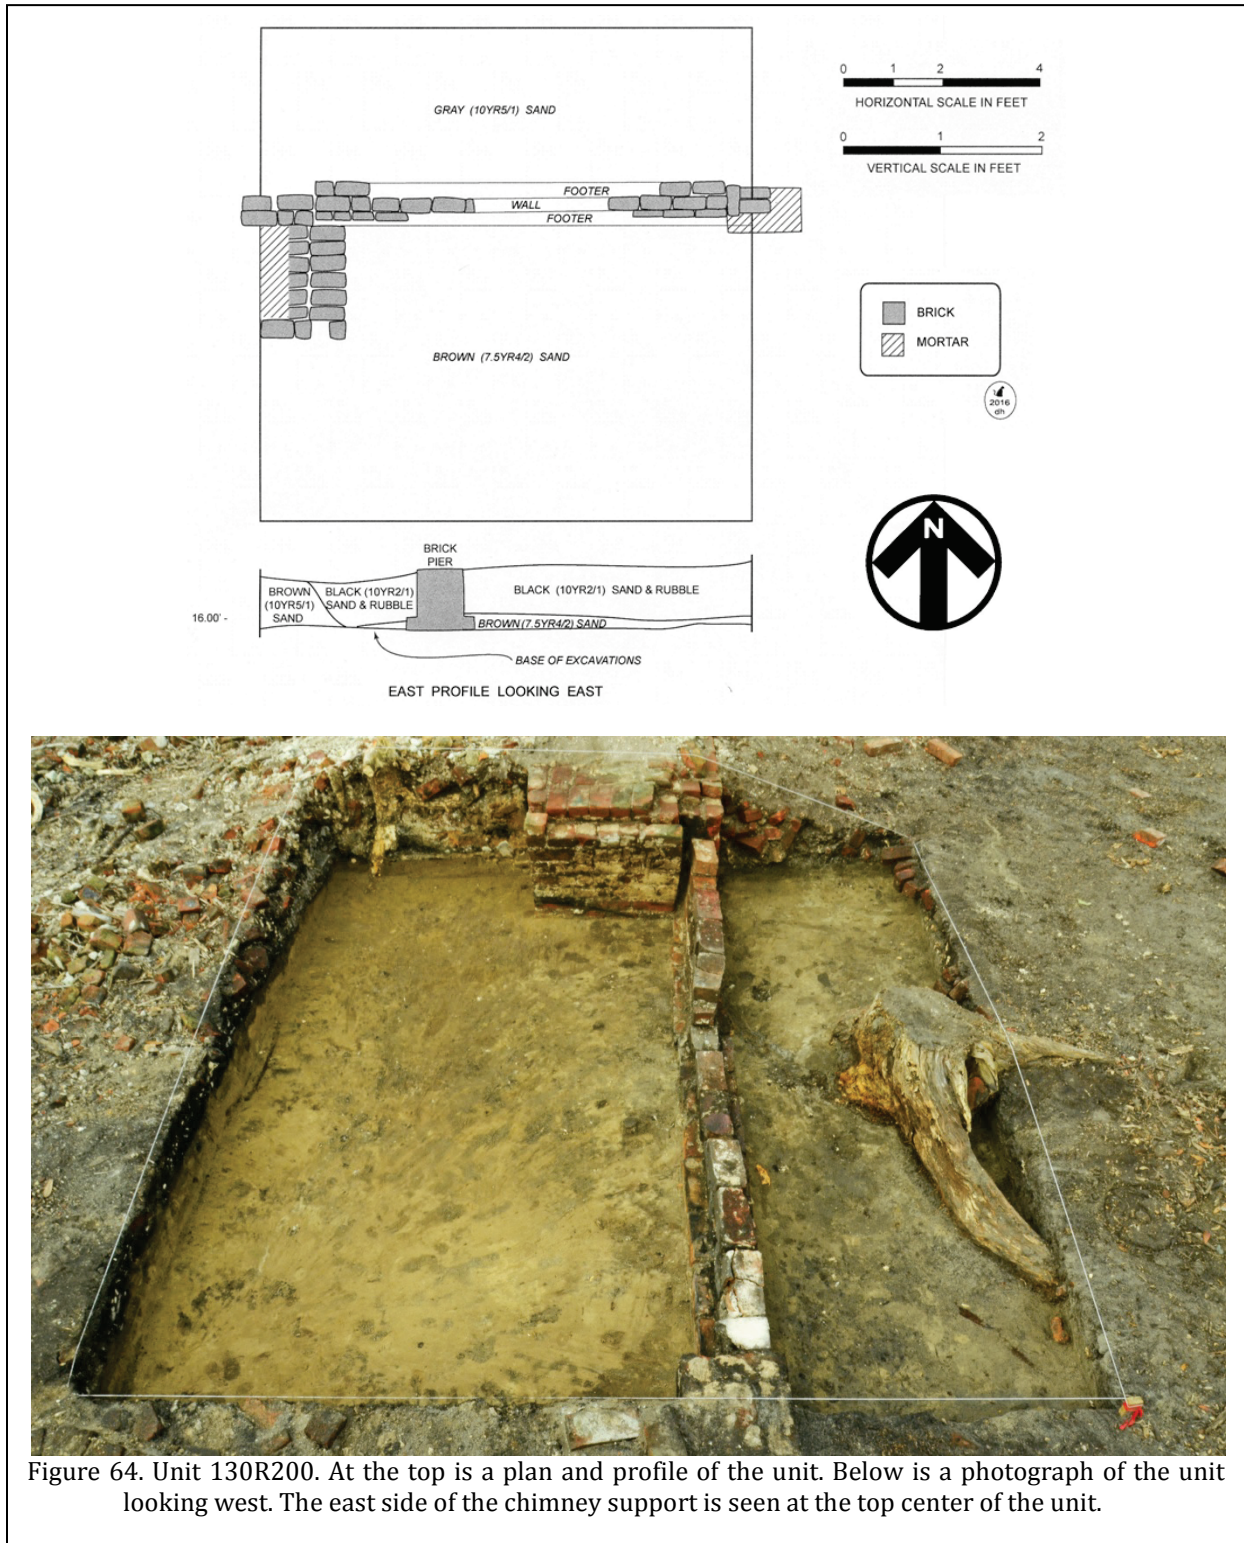 0 1 2 4
HORIZONTAL SCALE IN FEET
0 1 2
VERTICAL SCALE IN FEET
GRAY (10YR5/1) SAND
FOOTER
WALL
FOOTER
BROWN (7.5YR4/2) SAND
BRICK
MORTAR
2016
dh
N
BRICK
PIER
BROWN
(10YR5/1)
SAND
BLACK (10YR2/1)
SAND & RUBBLE
BLACK (10YR2/1) SAND & RUBBLE
16.00' -
BROWN (7.5YR4/2) SAND
BASE OF EXCAVATIONS
EAST PROFILE LOOKING EAST
Figure 64. Unit 130R200. At the top is a plan and profile of the unit. Below is a photograph of the unit
looking west. The east side of the chimney support is seen at the top center of the unit.